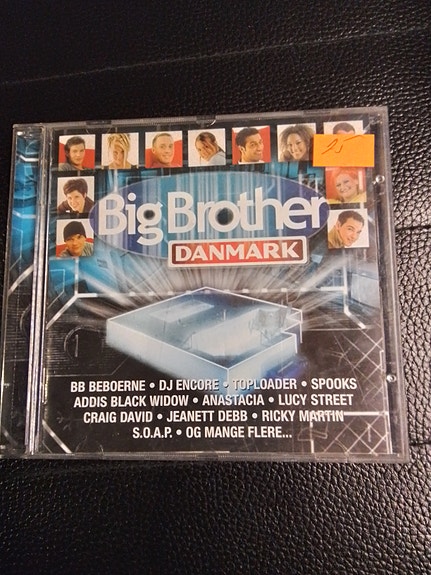 25
Big Brother
DANMARK
BB BEBOERNE • DJ ENCORE • TOPLOADER • SPOOKS
ADDIS BLACK WIDOW • ANASTACIA • LUCY STREET
CRAIG DAVID • JEANETT DEBB • RICKY MARTIN
S.O.A.P. • OG MANGE FLERE...